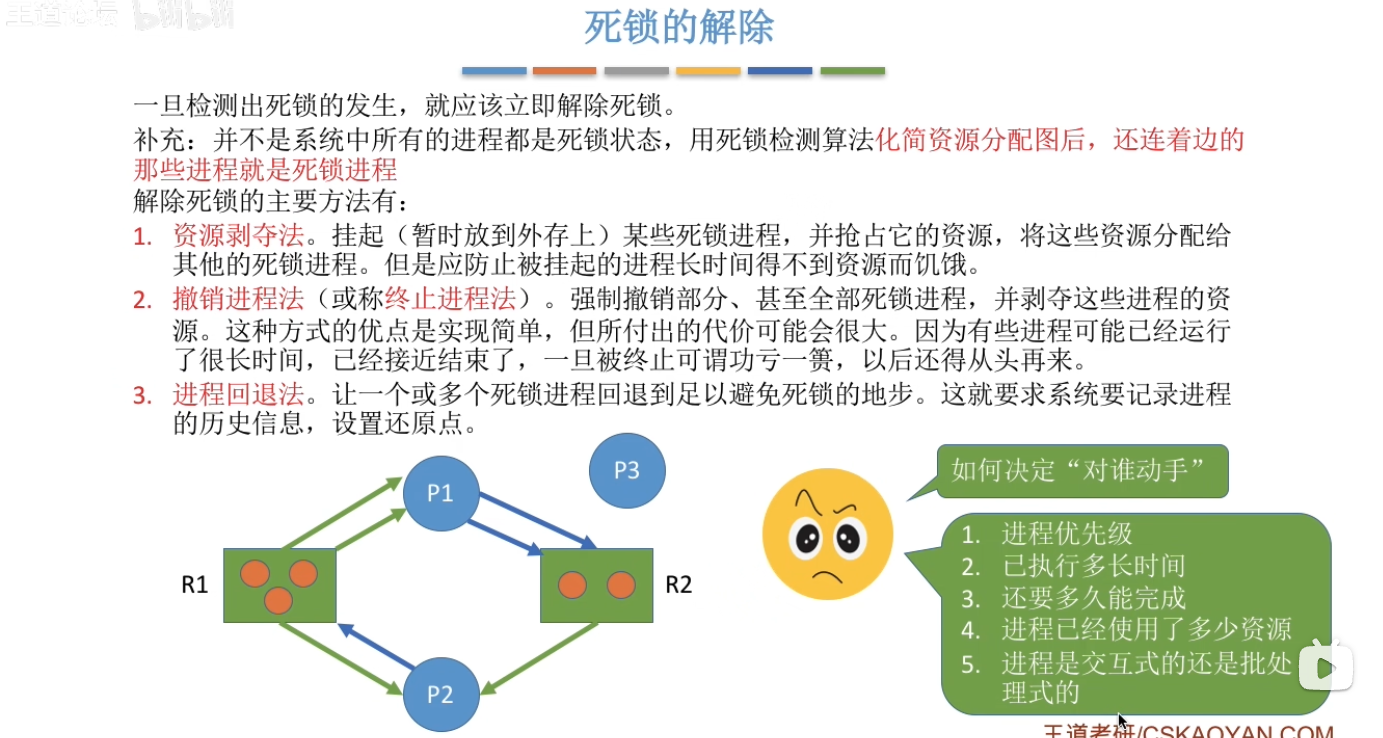 王道论坛 bilibili
死锁的解除
一旦检测出死锁的发生，就应该立即解除死锁。
补充：并不是系统中所有的进程都是死锁状态，用死锁检测算法化简资源分配图后，还连着边的
那些进程就是死锁进程
解除死锁的主要方法有：
1. 资源剥夺法。挂起（暂时放到外存上）某些死锁进程，并抢占它的资源，将这些资源分配给
其他的死锁进程。但是应防止被挂起的进程长时间得不到资源而饥饿。
2. 撤销进程法（或称终止进程法）。强制撤销部分、甚至全部死锁进程，并剥夺这些进程的资
源。这种方式的优点是实现简单，但所付出的代价可能会很大。因为有些进程可能已经运行
了很长时间，已经接近结束了，一旦被终止可谓功亏一篑，以后还得从头再来。
3. 进程回退法。让一个或多个死锁进程回退到足以避免死锁的地步。这就要求系统要记录进程
的历史信息，设置还原点。
P1
P3
R1
R2
P2
如何决定“对谁动手”
1. 进程优先级
2. 已执行多长时间
3. 还要多久能完成
4. 进程已经使用了多少资源
5. 进程是交互式的还是批处
理式的
王道考研/CSKAOYAN.COM